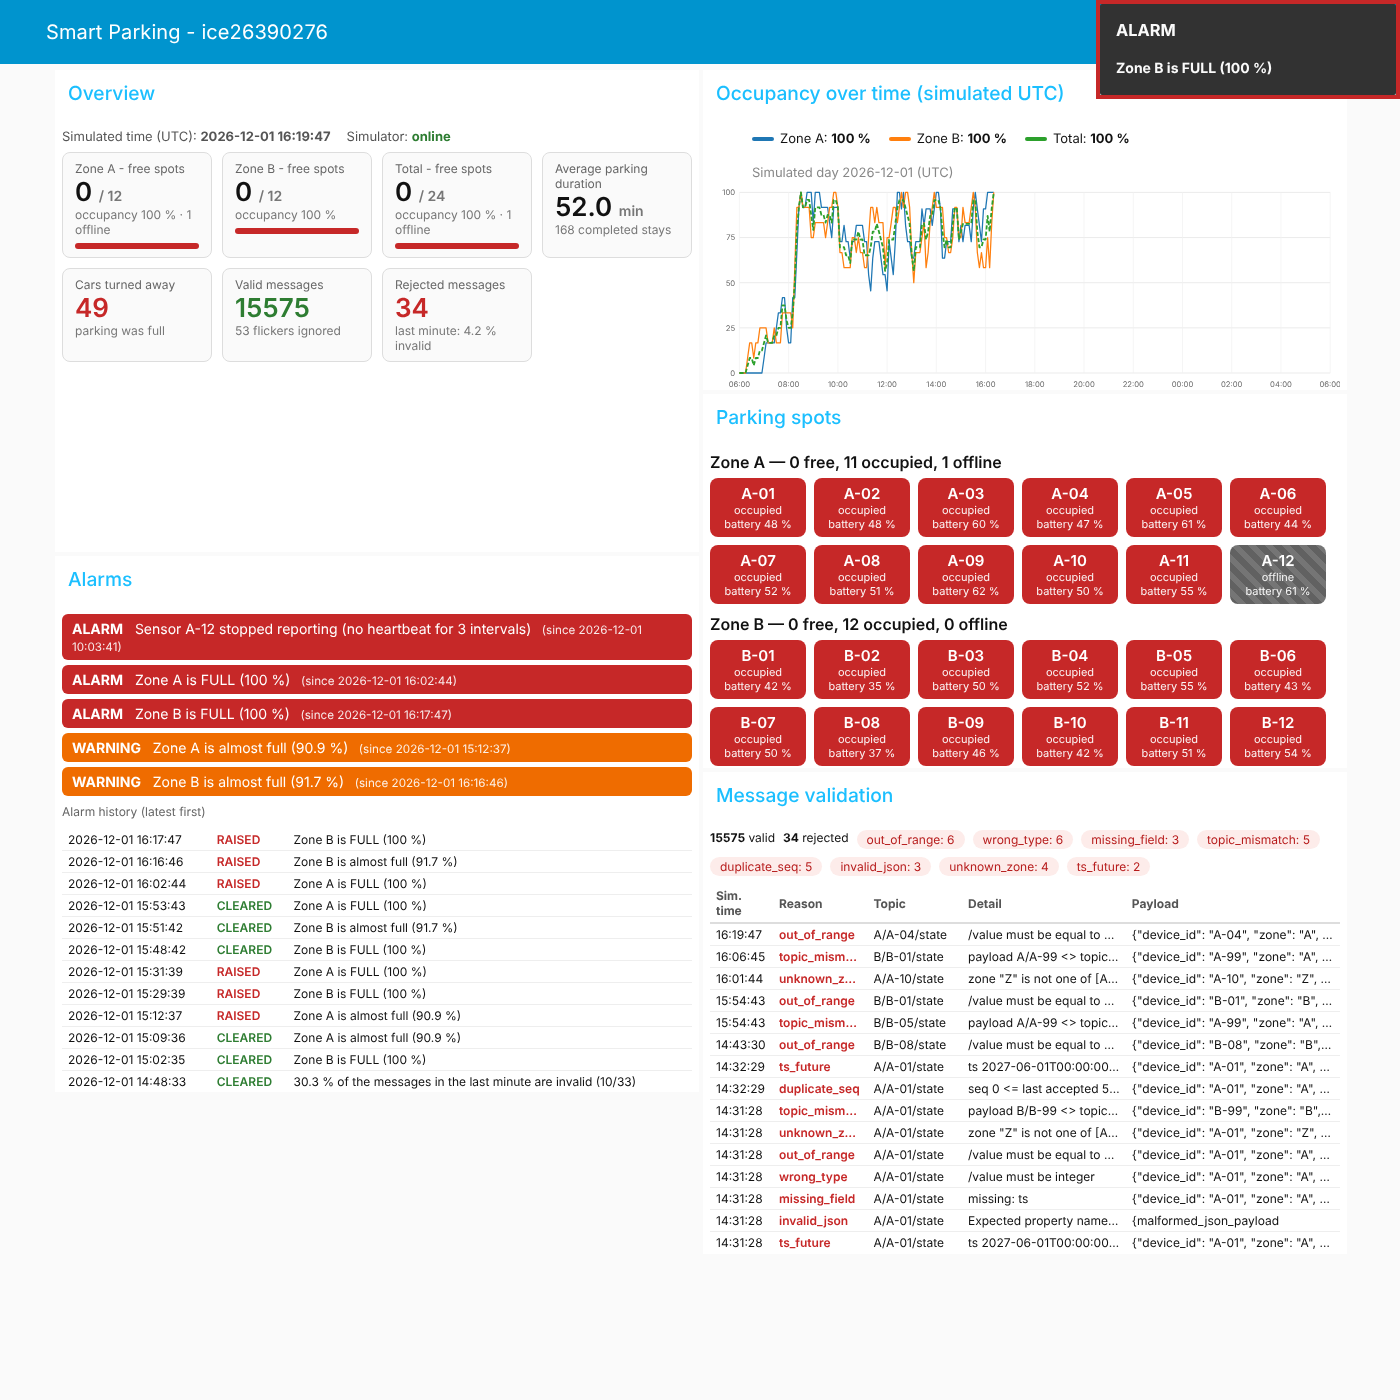 Smart Parking - ice26390276
ALARM
Zone B is FULL (100 %)
Overview
Simulated time (UTC): 2026-12-01 16:19:47 Simulator: online
Zone A - free spots
0 / 12
occupancy 100 % · 1
offline
Zone B - free spots
0 / 12
occupancy 100 %
Total - free spots
0 / 24
occupancy 100 % · 1
offline
Average parking
duration
52.0 min
168 completed stays
Cars turned away
49
parking was full
Valid messages
15575
53 flickers ignored
Rejected messages
34
last minute: 4.2 %
invalid
Alarms
ALARM Sensor A-12 stopped reporting (no heartbeat for 3 intervals) (since 2026-12-01
10:03:41)
ALARM Zone A is FULL (100 %) (since 2026-12-01 16:02:44)
ALARM Zone B is FULL (100 %) (since 2026-12-01 16:17:47)
WARNING Zone A is almost full (90.9 %) (since 2026-12-01 15:12:37)
WARNING Zone B is almost full (91.7 %) (since 2026-12-01 16:16:46)
Alarm history (latest first)
2026-12-01 16:17:47 RAISED Zone B is FULL (100 %)
2026-12-01 16:16:46 RAISED Zone B is almost full (91.7 %)
2026-12-01 16:02:44 RAISED Zone A is FULL (100 %)
2026-12-01 15:53:43 CLEARED Zone A is FULL (100 %)
2026-12-01 15:51:42 CLEARED Zone B is almost full (91.7 %)
2026-12-01 15:48:42 CLEARED Zone B is FULL (100 %)
2026-12-01 15:31:39 RAISED Zone A is FULL (100 %)
2026-12-01 15:29:39 RAISED Zone B is FULL (100 %)
2026-12-01 15:12:37 RAISED Zone A is almost full (90.9 %)
2026-12-01 15:09:36 CLEARED Zone A is almost full (90.9 %)
2026-12-01 15:02:35 CLEARED Zone B is FULL (100 %)
2026-12-01 14:48:33 CLEARED 30.3 % of the messages in the last minute are invalid (10/33)
Occupancy over time (simulated UTC)
Zone A: 100 % Zone B: 100 % Total: 100 %
Simulated day 2026-12-01 (UTC)
100
75
50
25
0
06:00 08:00 10:00 12:00 14:00 16:00 18:00 20:00 22:00 00:00 02:00 04:00 06:00
Parking spots
Zone A — 0 free, 11 occupied, 1 offline
A-01 A-02 A-03 A-04 A-05 A-06
occupied occupied occupied occupied occupied occupied
battery 48 % battery 48 % battery 60 % battery 47 % battery 61 % battery 44 %
A-07 A-08 A-09 A-10 A-11 A-12
occupied occupied occupied occupied occupied offline
battery 52 % battery 51 % battery 62 % battery 50 % battery 55 % battery 61 %
Zone B — 0 free, 12 occupied, 0 offline
B-01 B-02 B-03 B-04 B-05 B-06
occupied occupied occupied occupied occupied occupied
battery 42 % battery 35 % battery 50 % battery 52 % battery 55 % battery 43 %
B-07 B-08 B-09 B-10 B-11 B-12
occupied occupied occupied occupied occupied occupied
battery 50 % battery 37 % battery 46 % battery 42 % battery 51 % battery 54 %
Message validation
15575 valid 34 rejected out_of_range: 6 wrong_type: 6 missing_field: 3 topic_mismatch: 5
duplicate_seq: 5 invalid_json: 3 unknown_zone: 4 ts_future: 2
Sim.
time Reason Topic Detail Payload
16:19:47 out_of_range A/A-04/state /value must be equal to ... {"device_id": "A-04", "zone": "A", ...
16:06:45 topic_mism... B/B-01/state payload A/A-99 <> topic... {"device_id": "A-99", "zone": "A", ...
16:01:44 unknown_z... A/A-10/state zone "Z" is not one of [A... {"device_id": "A-10", "zone": "Z", ...
15:54:43 out_of_range B/B-01/state /value must be equal to ... {"device_id": "B-01", "zone": "B", ...
15:54:43 topic_mism... B/B-05/state payload A/A-99 <> topic... {"device_id": "A-99", "zone": "A", ...
14:43:30 out_of_range B/B-08/state /value must be equal to ... {"device_id": "B-08", "zone": "B",...
14:32:29 ts_future A/A-01/state ts 2027-06-01T00:00:00... {"device_id": "A-01", "zone": "A", ...
14:32:29 duplicate_seq A/A-01/state seq 0 <= last accepted 5... {"device_id": "A-01", "zone": "A", ...
14:31:28 topic_mism... A/A-01/state payload B/B-99 <> topic... {"device_id": "B-99", "zone": "B",...
14:31:28 unknown_z... A/A-01/state zone "Z" is not one of [A... {"device_id": "A-01", "zone": "Z", ...
14:31:28 out_of_range A/A-01/state /value must be equal to ... {"device_id": "A-01", "zone": "A", ...
14:31:28 wrong_type A/A-01/state /value must be integer {"device_id": "A-01", "zone": "A", ...
14:31:28 missing_field A/A-01/state missing: ts {"device_id": "A-01", "zone": "A", ...
14:31:28 invalid_json A/A-01/state Expected property name... {malformed_json_payload
14:31:28 ts_future A/A-01/state ts 2027-06-01T00:00:00... {"device_id": "A-01", "zone": "A", ...